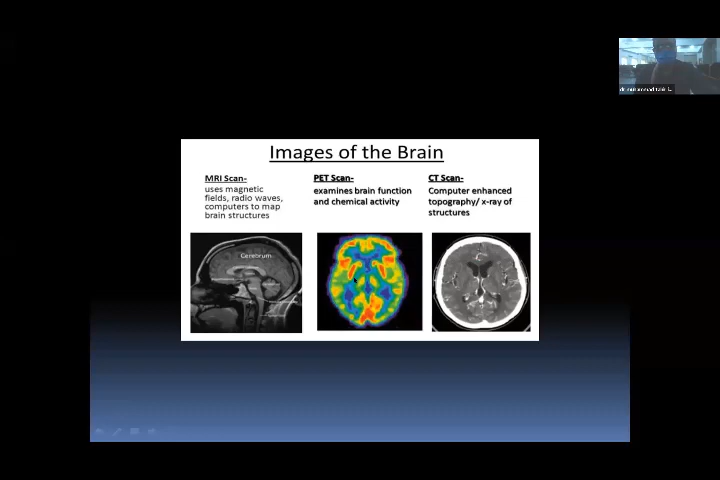 Images of the Brain
MRI Scan-
uses magnetic
fields, radio waves,
computers to map
brain structures
PET Scan-
examines brain function
and chemical activity
CT Scan-
Computer enhanced
topography/ x-ray of
structures
Cerebrum